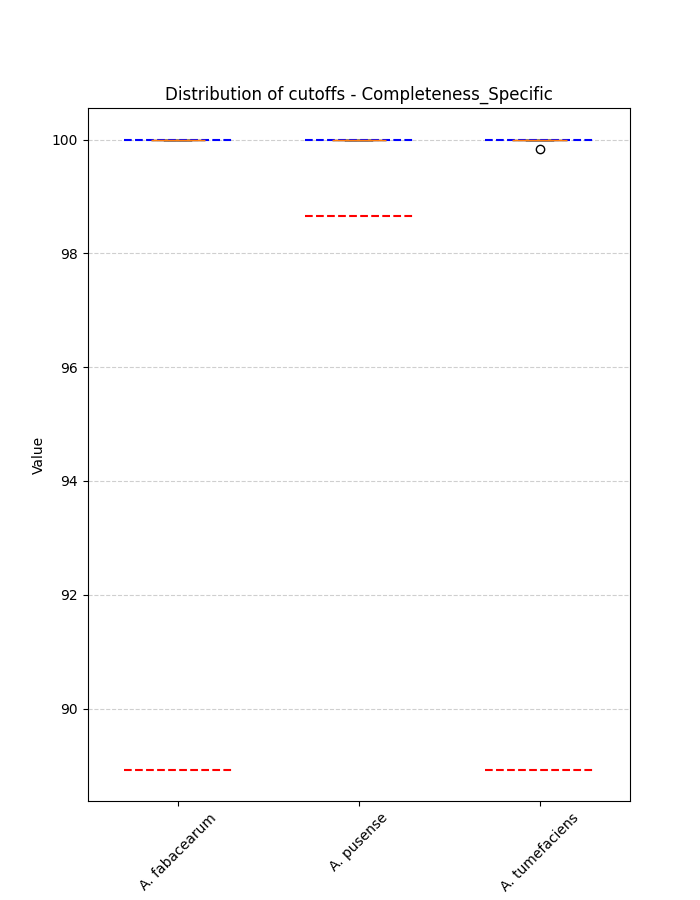 Distribution of cutoffs - Completeness_Specific
100
98
96
94
92
90
Value
A. fabacearum
A. pusense
A. tumefaciens